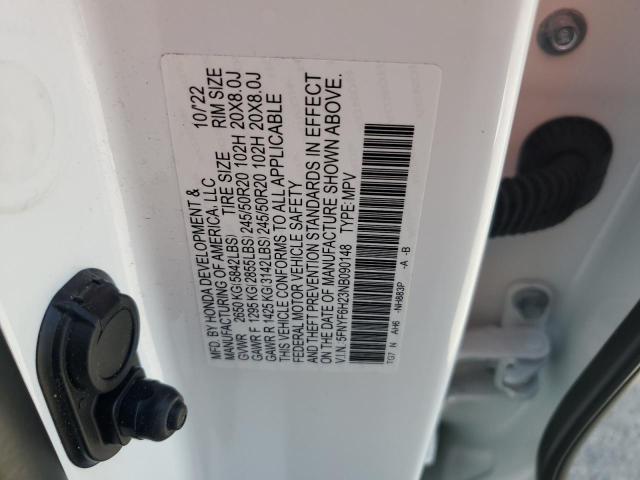 MFD. BY HONDA DEVELOPMENT & 10/22
MANUFACTURING OF AMERICA, LLC
GVWR 2650 KG(5842LBS) TIRE SIZE RIM SIZE
GAWR F 1295 KG(2855LBS) 245/50R20 102H 20X8.0J
GAWR R 1425 KG(3142LBS) 245/50R20 102H 20X8.0J
THIS VEHICLE CONFORMS TO ALL APPLICABLE
FEDERAL MOTOR VEHICLE SAFETY
AND THEFT PREVENTION STANDARDS IN EFFECT
ON THE DATE OF MANUFACTURE SHOWN ABOVE.
V.I.N. 5FNYF6H23NB090148 TYPE:MPV
TG7 N AH6 -NH883P -A -B